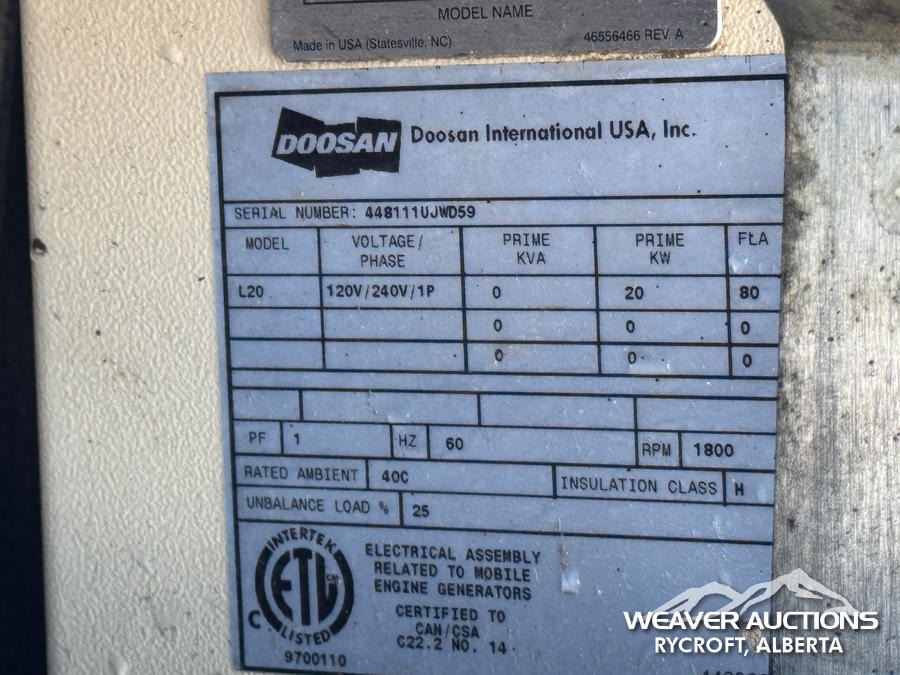 MODEL NAME
Made in USA (Statesville, NC) 46556466 REV. A
DOOSAN Doosan International USA, Inc.
SERIAL NUMBER: 448111UJWD59
MODEL VOLTAGE/ PHASE PRIME KVA PRIME KW FLA
L20 120V/240V/1P 0 20 80
0 0 0
0 0 0
PF 1 HZ 60 RPM 1800
RATED AMBIENT 40C INSULATION CLASS H
UNBALANCE LOAD % 25
INTERTEK
ETL CM
C LISTED
9700110
ELECTRICAL ASSEMBLY
RELATED TO MOBILE
ENGINE GENERATORS
CERTIFIED TO
CAN/CSA
C22.2 NO. 14
WEAVER AUCTIONS
RYCROFT, ALBERTA